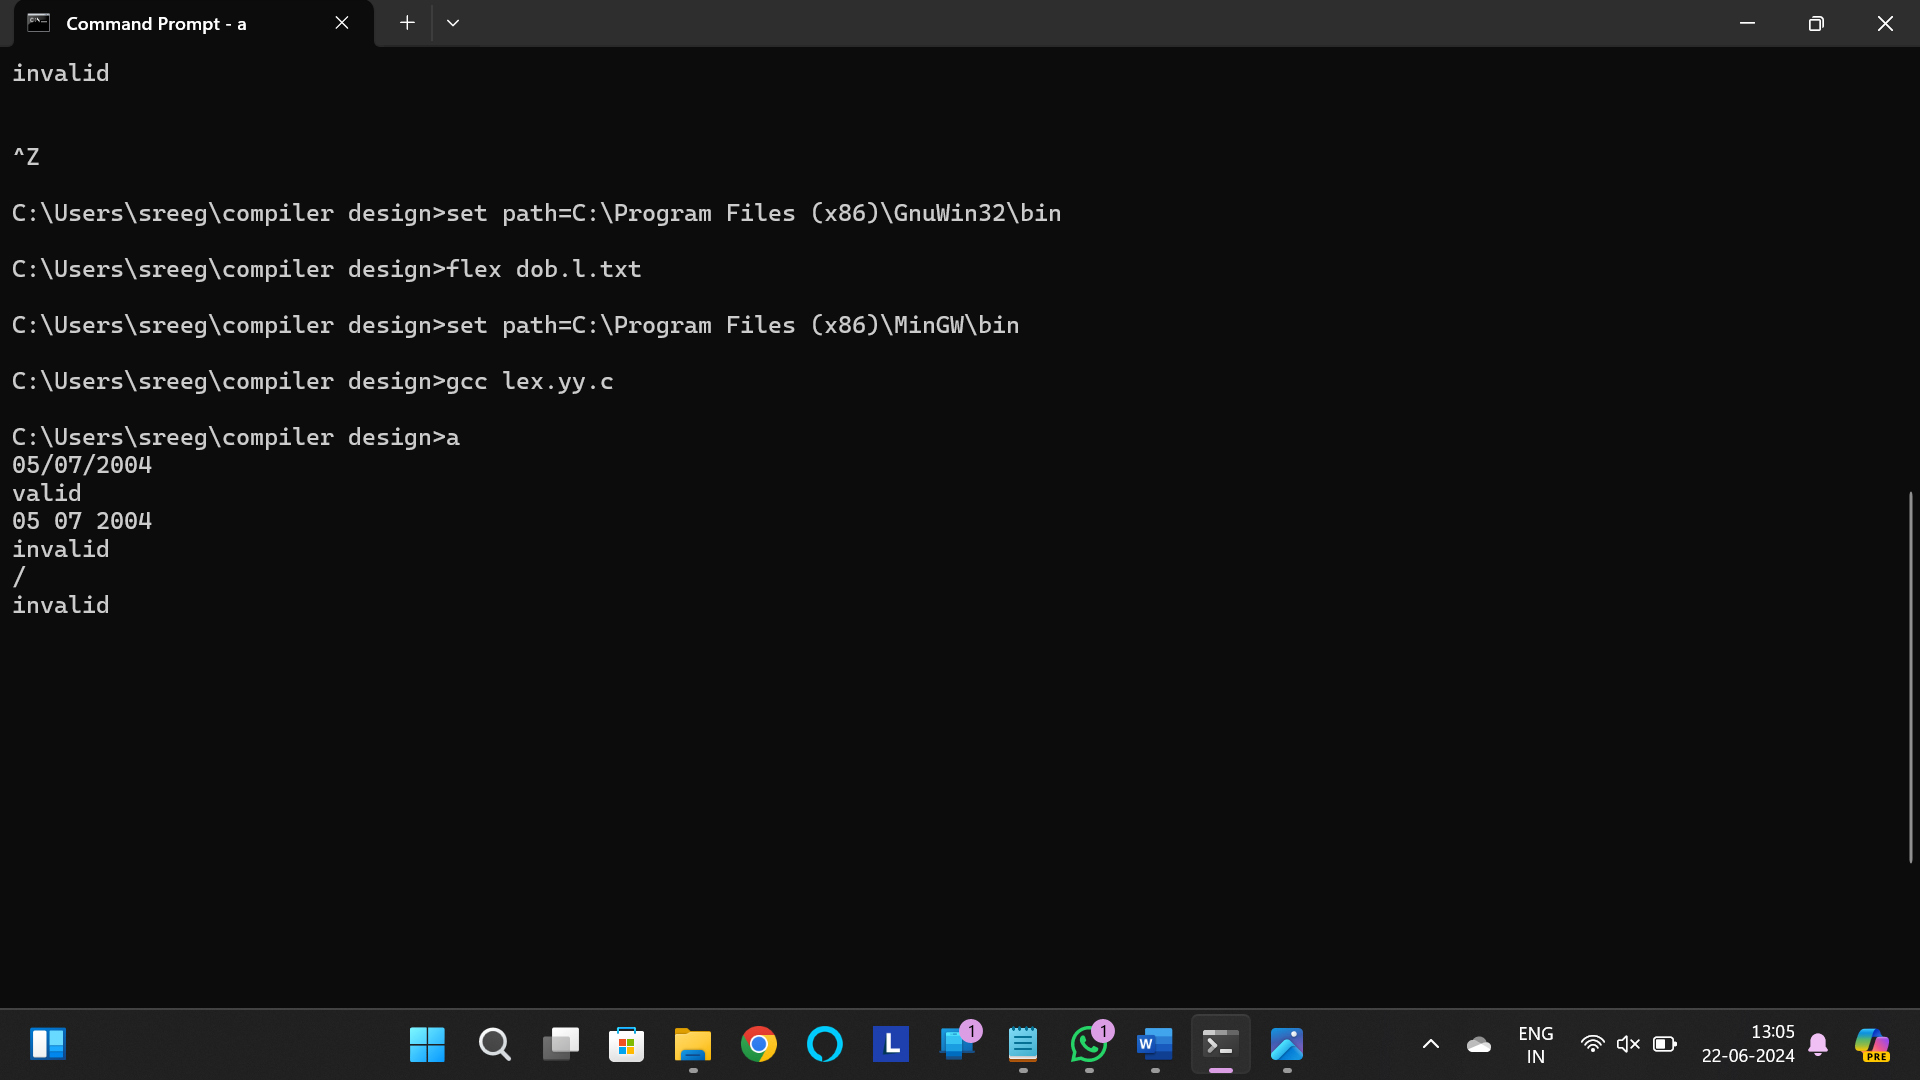 Command Prompt - a
invalid
^Z
C:\Users\sreeg\compiler design>set path=C:\Program Files (x86)\GnuWin32\bin
C:\Users\sreeg\compiler design>flex dob.l.txt
C:\Users\sreeg\compiler design>set path=C:\Program Files (x86)\MinGW\bin
C:\Users\sreeg\compiler design>gcc lex.yy.c
C:\Users\sreeg\compiler design>a
05/07/2004
valid
05 07 2004
invalid
/
invalid
L
1
1
W
ENG
IN
13:05
22-06-2024
PRE